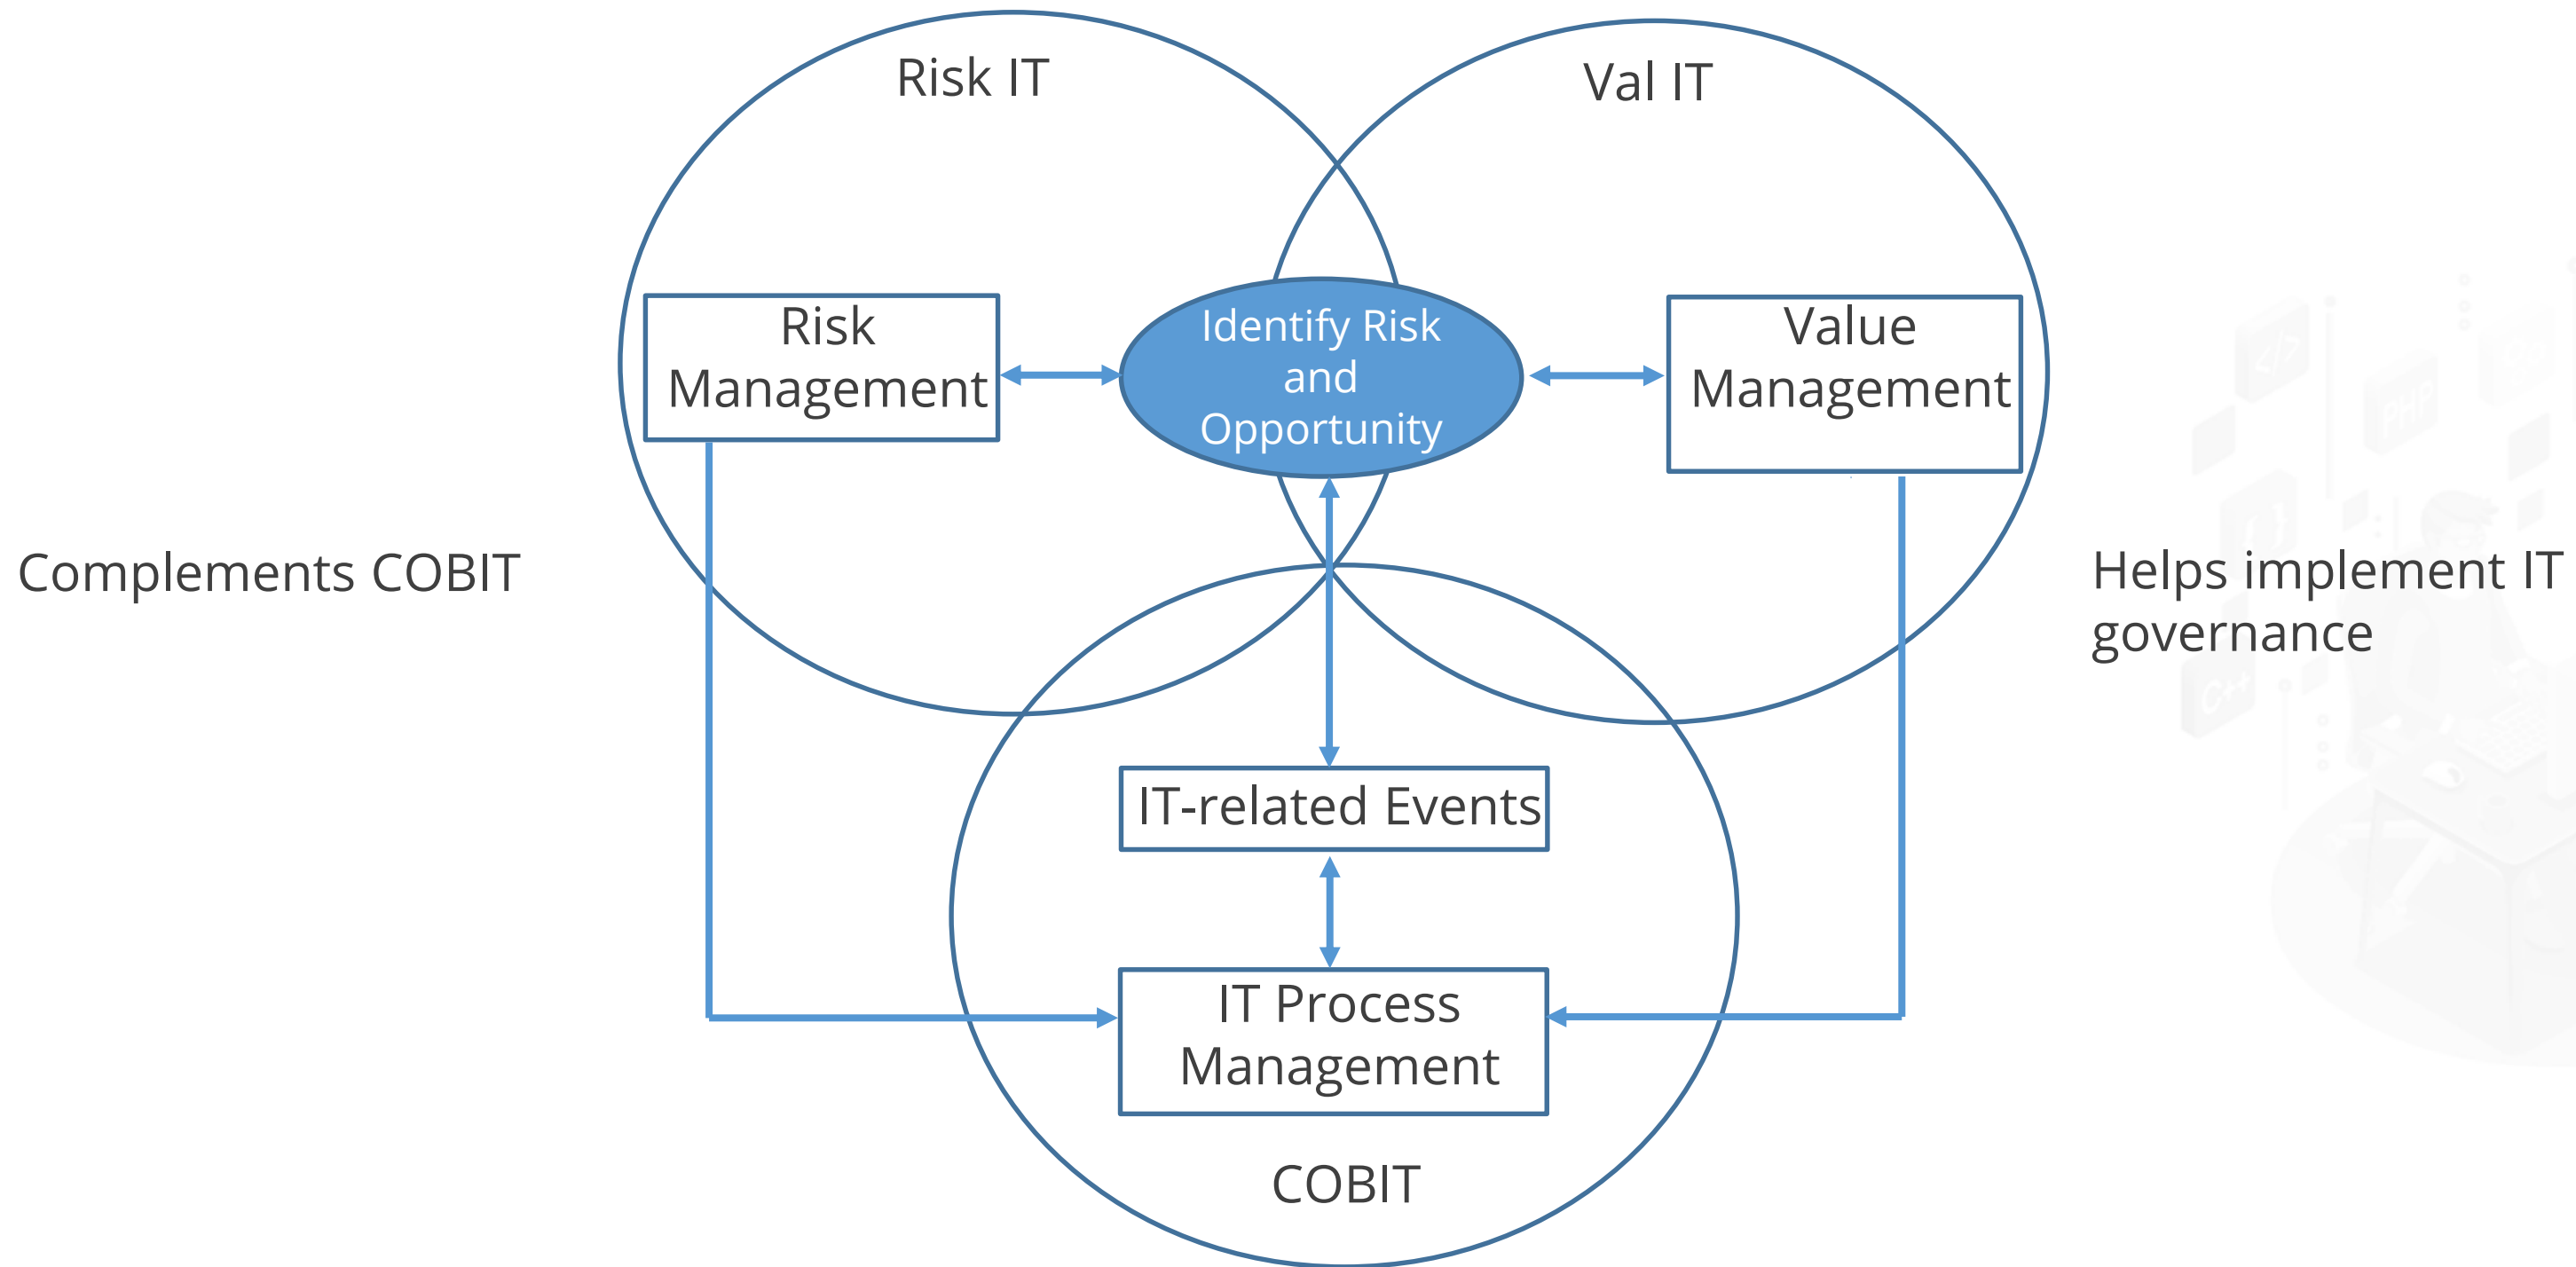 Risk IT
Val IT
Risk
Management
Identify Risk
and
Opportunity
Value
Management
Complements COBIT
Helps implement IT
governance
IT-related Events
IT Process
Management
COBIT
</>
PHP
{ }
C++